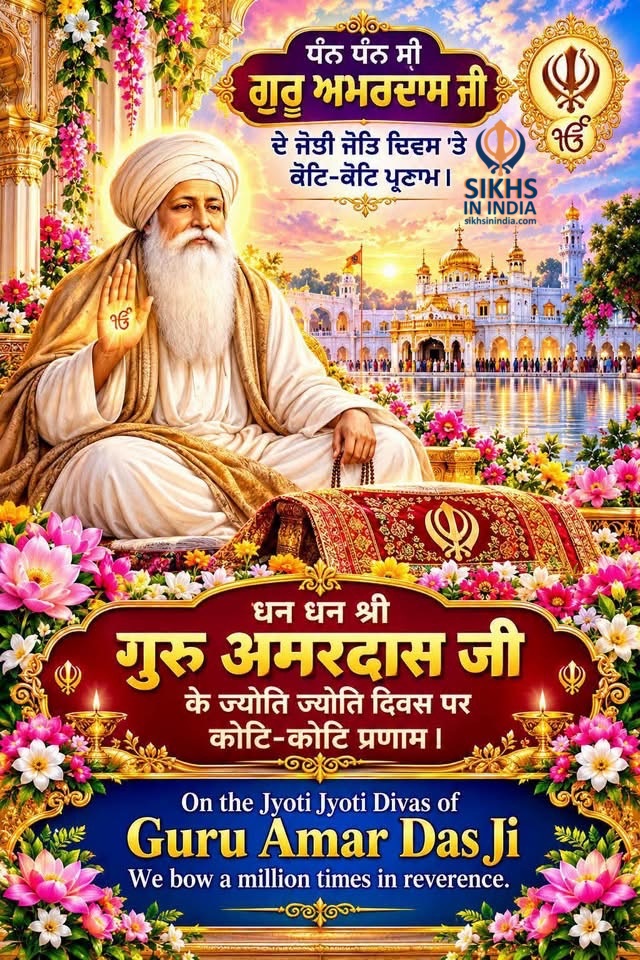 ਧੰਨ ਧੰਨ ਸ੍ਰੀ
ਗੁਰੂ ਅਮਰਦਾਸ ਜੀ
ਦੇ ਜੋਤੀ ਜੋਤਿ ਦਿਵਸ 'ਤੇ
ਕੋਟਿ-ਕੋਟਿ ਪ੍ਰਣਾਮ।
ੴ
SIKHS
IN INDIA
sikhsinindia.com
ੴ
धन धन श्री
गुरु अमरदास जी
के ज्योति ज्योति दिवस पर
कोटि-कोटि प्रणाम।
On the Jyoti Jyoti Divas of
Guru Amar Das Ji
We bow a million times in reverence.